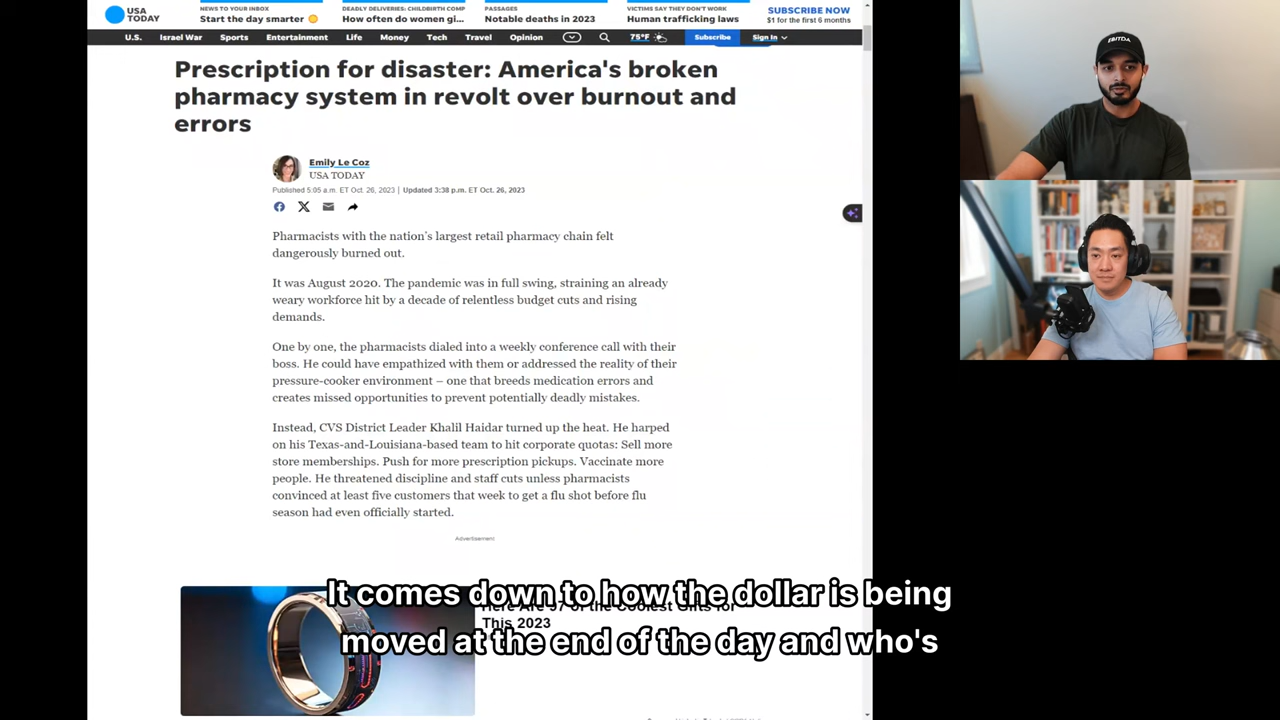 USA
TODAY
NEWS TO YOUR INBOX
Start the day smarter
DEADLY DELIVERIES: CHILDBIRTH COMP
How often do women gi...
PASSAGES
Notable deaths in 2023
VICTIMS SAY THEY DON'T WORK
Human trafficking laws
SUBSCRIBE NOW
$1 for the first 6 months
U.S. Israel War Sports Entertainment Life Money Tech Travel Opinion 75°F Subscribe Sign In
Prescription for disaster: America's broken
pharmacy system in revolt over burnout and
errors
Emily Le Coz
USA TODAY
Published 5:05 a.m. ET Oct. 26, 2023 | Updated 3:38 p.m. ET Oct. 26, 2023
Pharmacists with the nation's largest retail pharmacy chain felt
dangerously burned out.
It was August 2020. The pandemic was in full swing, straining an already
weary workforce hit by a decade of relentless budget cuts and rising
demands.
One by one, the pharmacists dialed into a weekly conference call with their
boss. He could have empathized with them or addressed the reality of their
pressure-cooker environment – one that breeds medication errors and
creates missed opportunities to prevent potentially deadly mistakes.
Instead, CVS District Leader Khalil Haidar turned up the heat. He harped
on his Texas-and-Louisiana-based team to hit corporate quotas: Sell more
store memberships. Push for more prescription pickups. Vaccinate more
people. He threatened discipline and staff cuts unless pharmacists
convinced at least five customers that week to get a flu shot before flu
season had even officially started.
Advertisement
Here Are 37 of the Coolest Gifts for
This 2023
It comes down to how the dollar is being
moved at the end of the day and who's
EBITDA